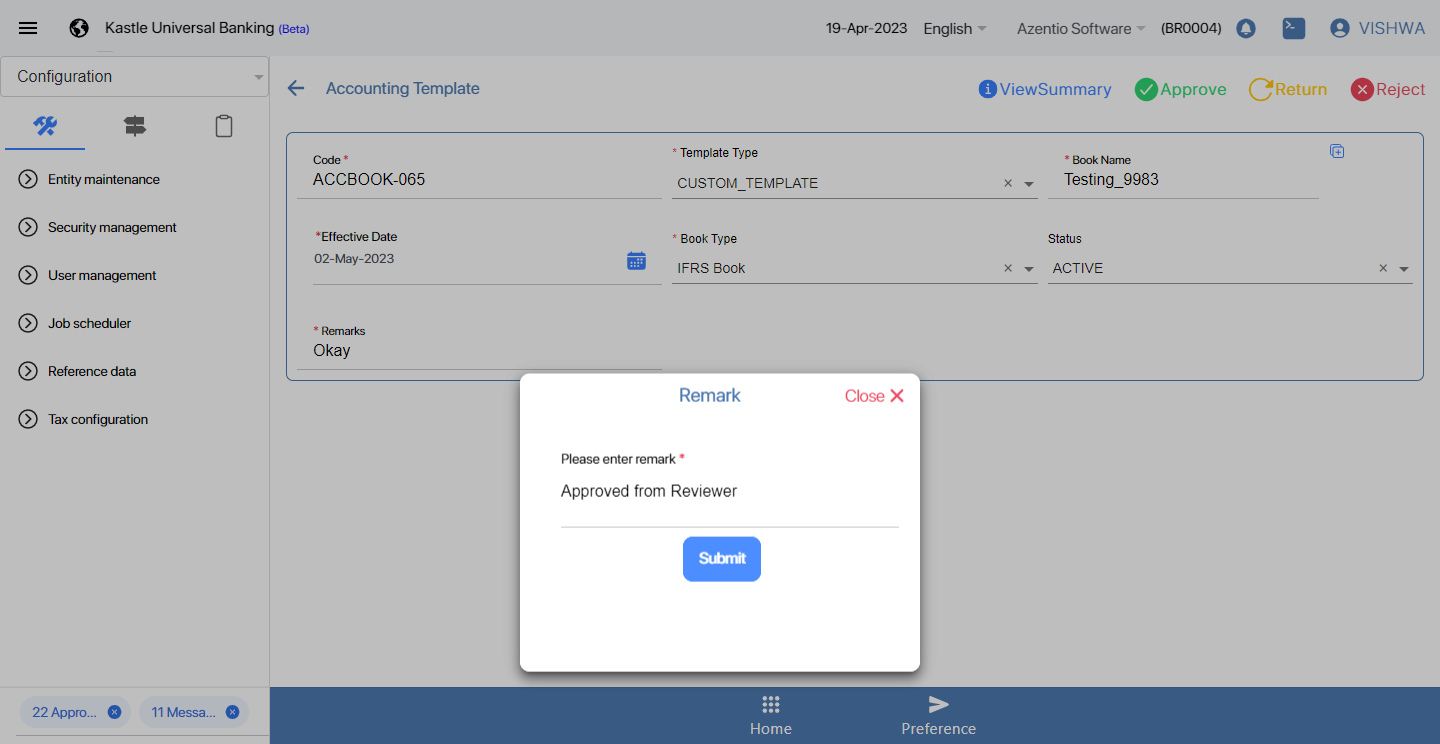 Kastle Universal Banking (Beta)
19-Apr-2023 English Azentio Software (BR0004) VISHWA
Configuration
Accounting Template
ViewSummary Approve Return Reject
Entity maintenance
Security management
User management
Job scheduler
Reference data
Tax configuration
Code * * Template Type * Book Name
ACCBOOK-065 CUSTOM_TEMPLATE × Testing_9983
*Effective Date * Book Type Status
02-May-2023 IFRS Book × ACTIVE ×
* Remarks
Okay
Remark Close
Please enter remark *
Approved from Reviewer
Submit
22 Appro... 11 Messa...
Home Preference